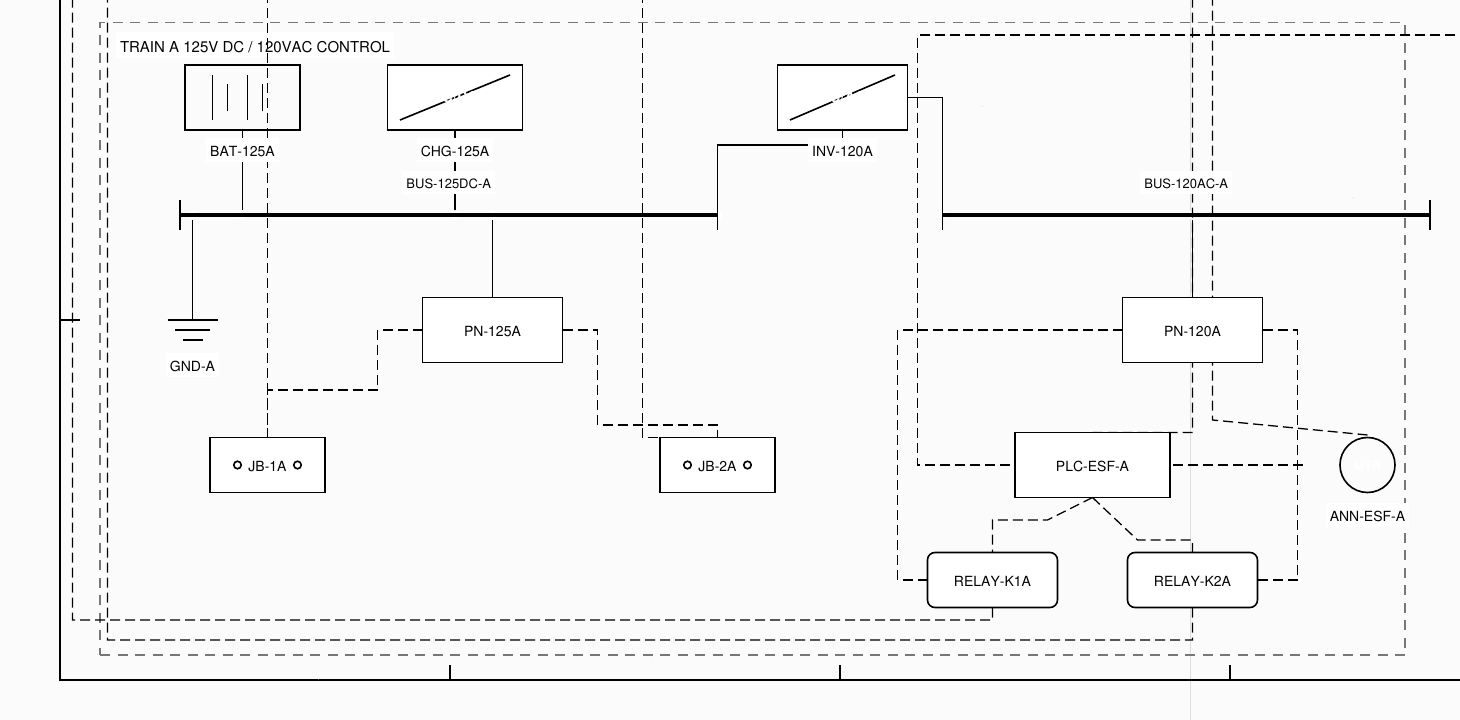 TRAIN A 125V DC / 120VAC CONTROL
BAT-125A
CHG-125A
INV-120A
BUS-125DC-A
BUS-120AC-A
PN-125A
PN-120A
GND-A
JB-1A
JB-2A
PLC-ESF-A
ANN-ESF-A
RELAY-K1A
RELAY-K2A